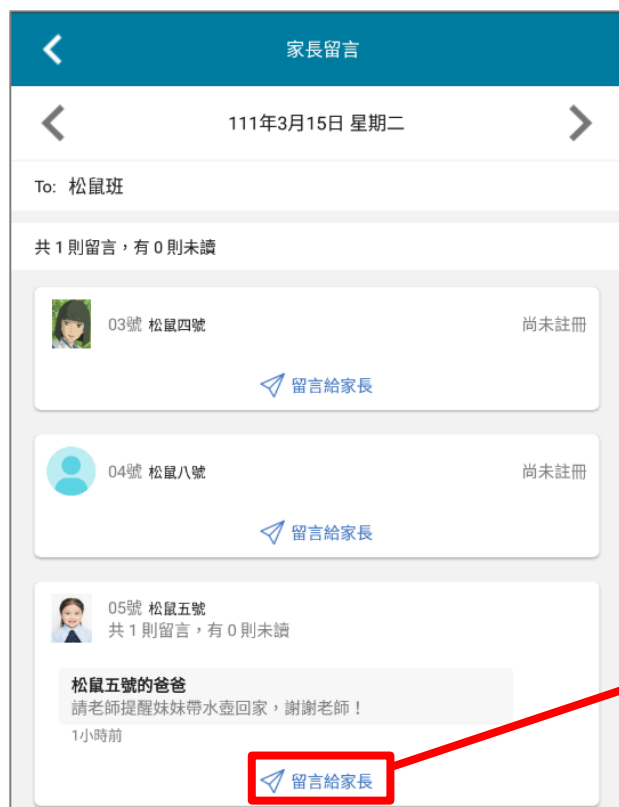 家長留言
111年3月15日 星期二
To: 松鼠班
共 1 則留言，有 0 則未讀
03號 松鼠四號 尚未註冊
留言給家長
04號 松鼠八號 尚未註冊
留言給家長
05號 松鼠五號
共 1 則留言，有 0 則未讀
松鼠五號的爸爸
請老師提醒妹妹帶水壺回家，謝謝老師！
1小時前
留言給家長